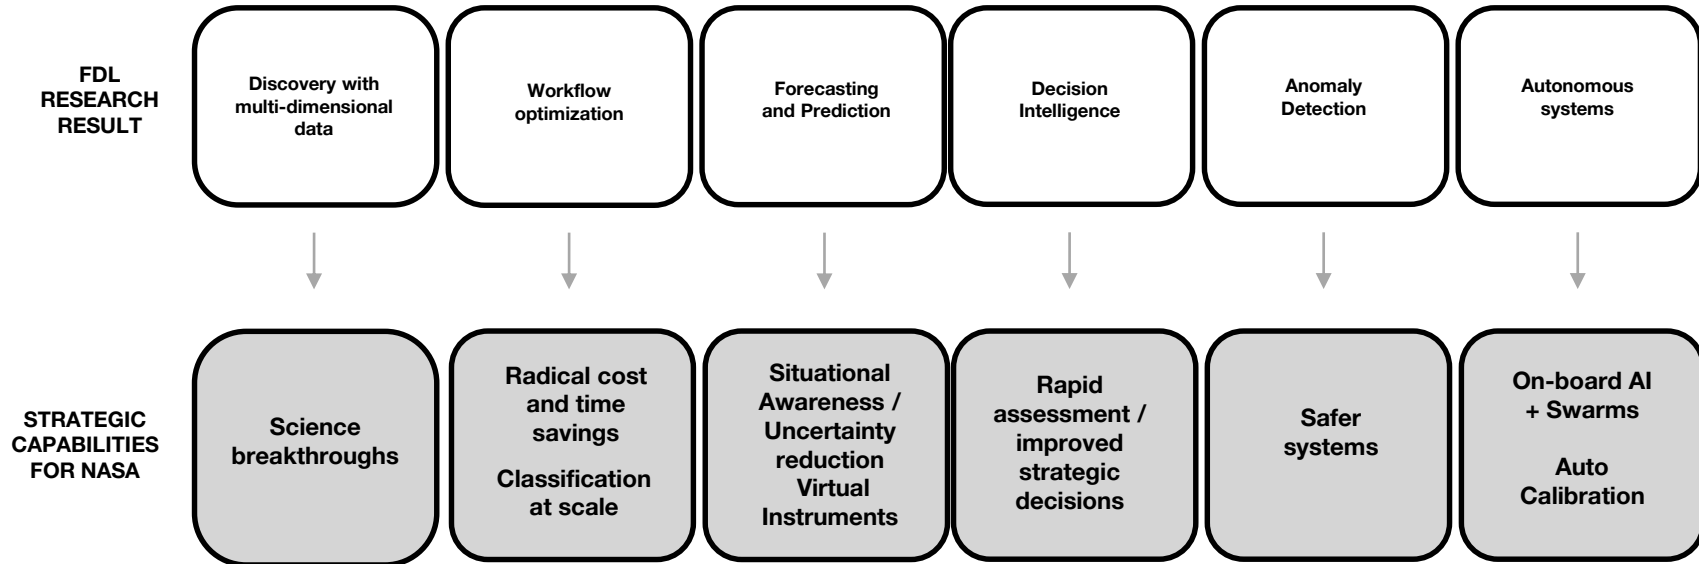 FDL
RESEARCH
RESULT
Discovery with
multi-dimensional
data
Workflow
optimization
Forecasting
and Prediction
Decision
Intelligence
Anomaly
Detection
Autonomous
systems
STRATEGIC
CAPABILITIES
FOR NASA
Science
breakthroughs
Radical cost
and time
savings
Classification
at scale
Situational
Awareness /
Uncertainty
reduction
Virtual
Instruments
Rapid
assessment /
improved
strategic
decisions
Safer
systems
On-board AI
+ Swarms
Auto
Calibration